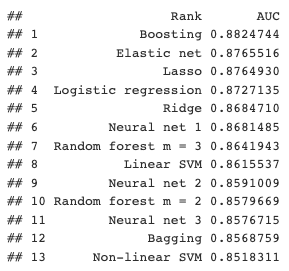 ## Rank AUC
## 1 Boosting 0.8824744
## 2 Elastic net 0.8765516
## 3 Lasso 0.8764930
## 4 Logistic regression 0.8727135
## 5 Ridge 0.8684710
## 6 Neural net 1 0.8681485
## 7 Random forest m = 3 0.8641943
## 8 Linear SVM 0.8615537
## 9 Neural net 2 0.8591009
## 10 Random forest m = 2 0.8579669
## 11 Neural net 3 0.8576715
## 12 Bagging 0.8568759
## 13 Non-linear SVM 0.8518311